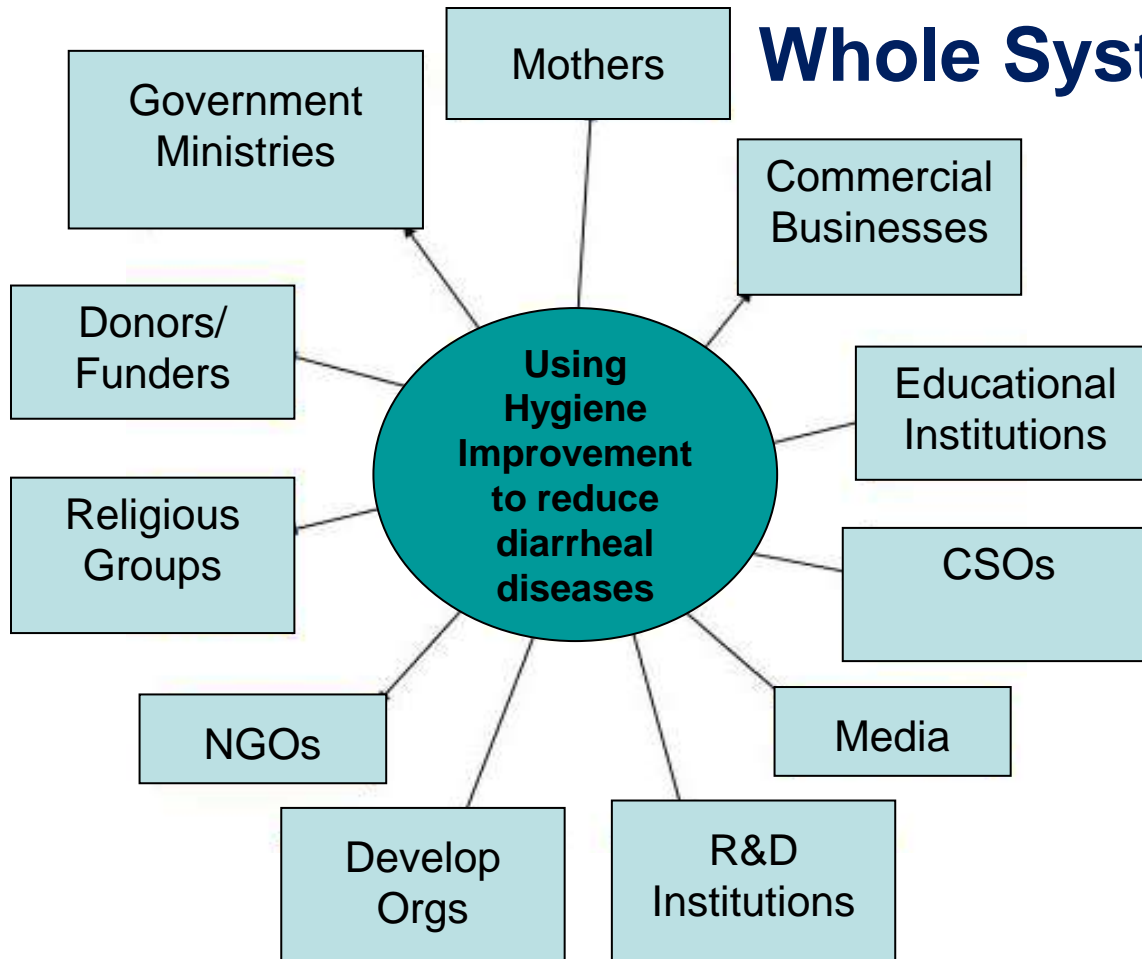 Whole Syst
Mothers
Government
Ministries
Commercial
Businesses
Donors/
Funders
Using
Hygiene
Improvement
to reduce
diarrheal
diseases
Educational
Institutions
Religious
Groups
CSOs
NGOs
Media
Develop
Orgs
R&D
Institutions